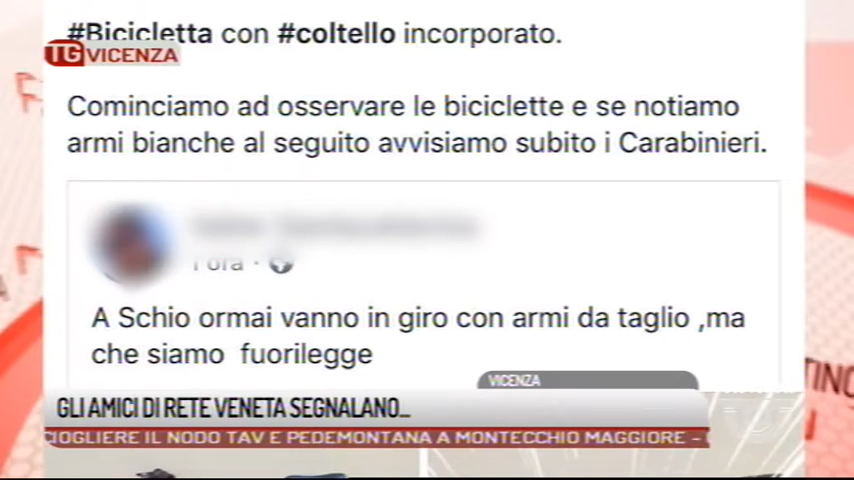 #Bicicletta con #coltello incorporato.
TG VICENZA
Cominciamo ad osservare le biciclette e se notiamo
armi bianche al seguito avvisiamo subito i Carabinieri.
1 ora
A Schio ormai vanno in giro con armi da taglio ,ma
che siamo fuorilegge
VICENZA
GLI AMICI DI RETE VENETA SEGNALANO...
CIOGLIERE IL NODO TAV E PEDEMONTANA A MONTECCHIO MAGGIORE -